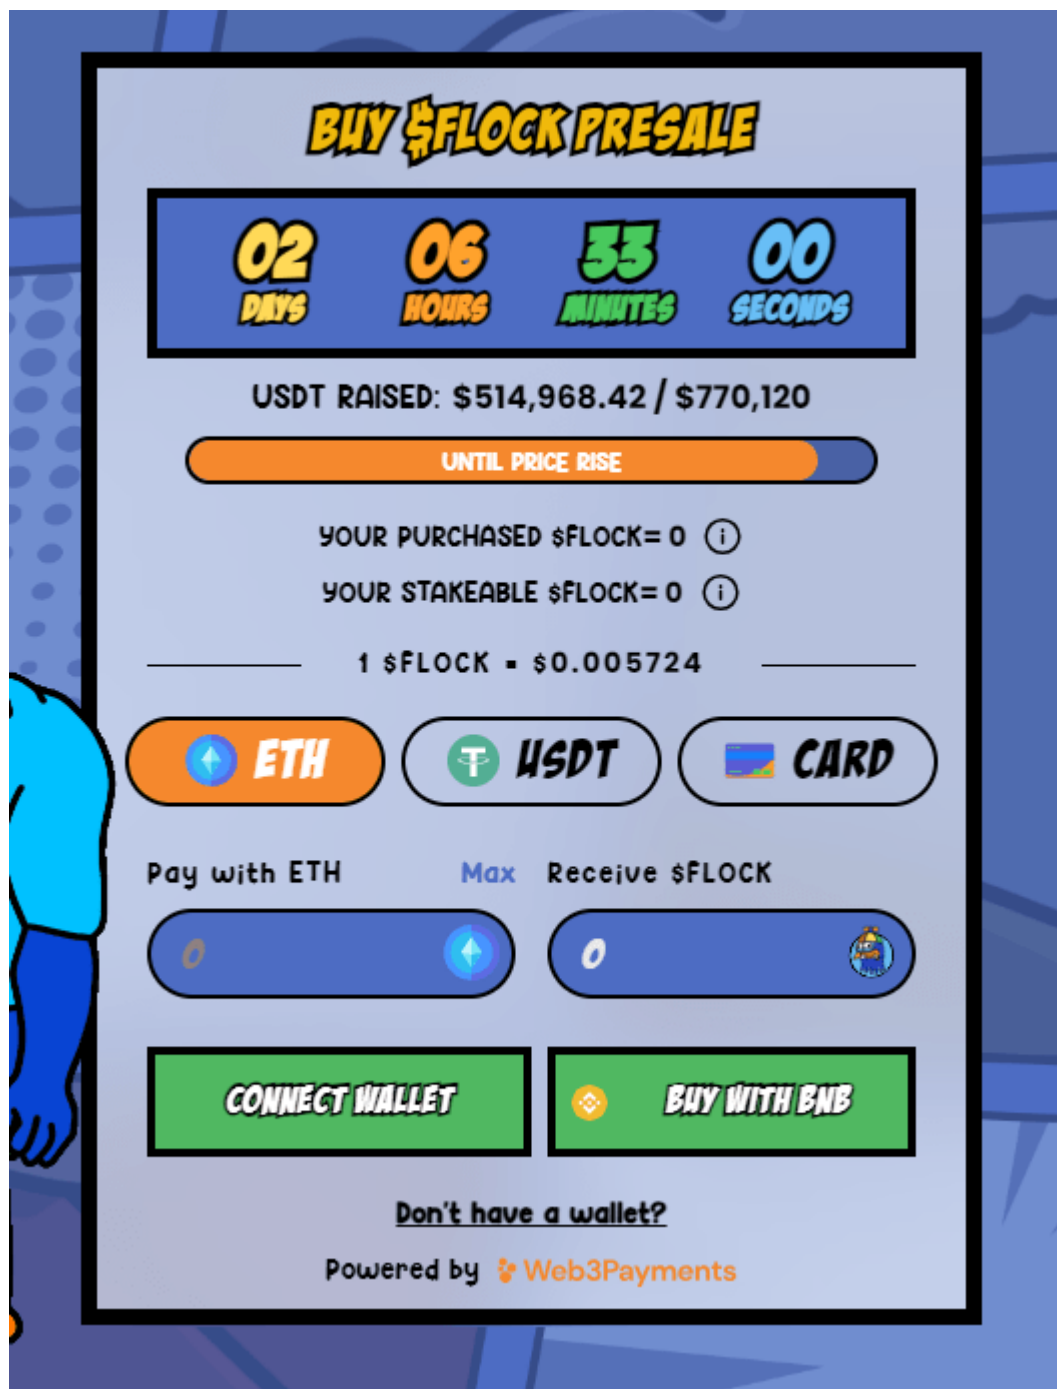 BUY $FLOCK PRESALE
02 06 33 00
DAYS HOURS MINUTES SECONDS
USDT RAISED: $514,968.42 / $770,120
UNTIL PRICE RISE
YOUR PURCHASED $FLOCK= 0 i
YOUR STAKEABLE $FLOCK= 0 i
1 $FLOCK = $0.005724
ETH USDT CARD
Pay with ETH Max Receive $FLOCK
0 0
CONNECT WALLET BUY WITH BNB
Don't have a wallet?
Powered by Web3Payments